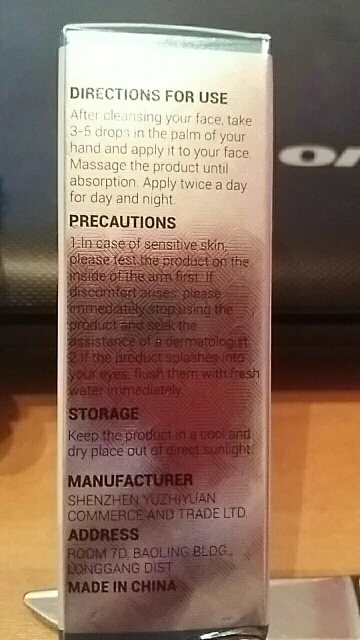 DIRECTIONS FOR USE
After cleansing your face, take
3-5 drops in the palm of your
hand and apply it to your face.
Massage the product until
absorption. Apply twice a day
for day and night.
PRECAUTIONS
1.In case of sensitive skin,
please test the product on the
inside of the arm first. If
discomfort arises, please
immediately stop using the
product and seek the
assistance of a dermatologist.
2.If the product splashes into
your eyes, flush them with fresh
water immediately.
STORAGE
Keep the product in a cool and
dry place out of direct sunlight.
MANUFACTURER
SHENZHEN YUZHIYUAN
COMMERCE AND TRADE LTD.
ADDRESS
ROOM 7D, BAOLING BLDG.,
LONGGANG DIST
MADE IN CHINA